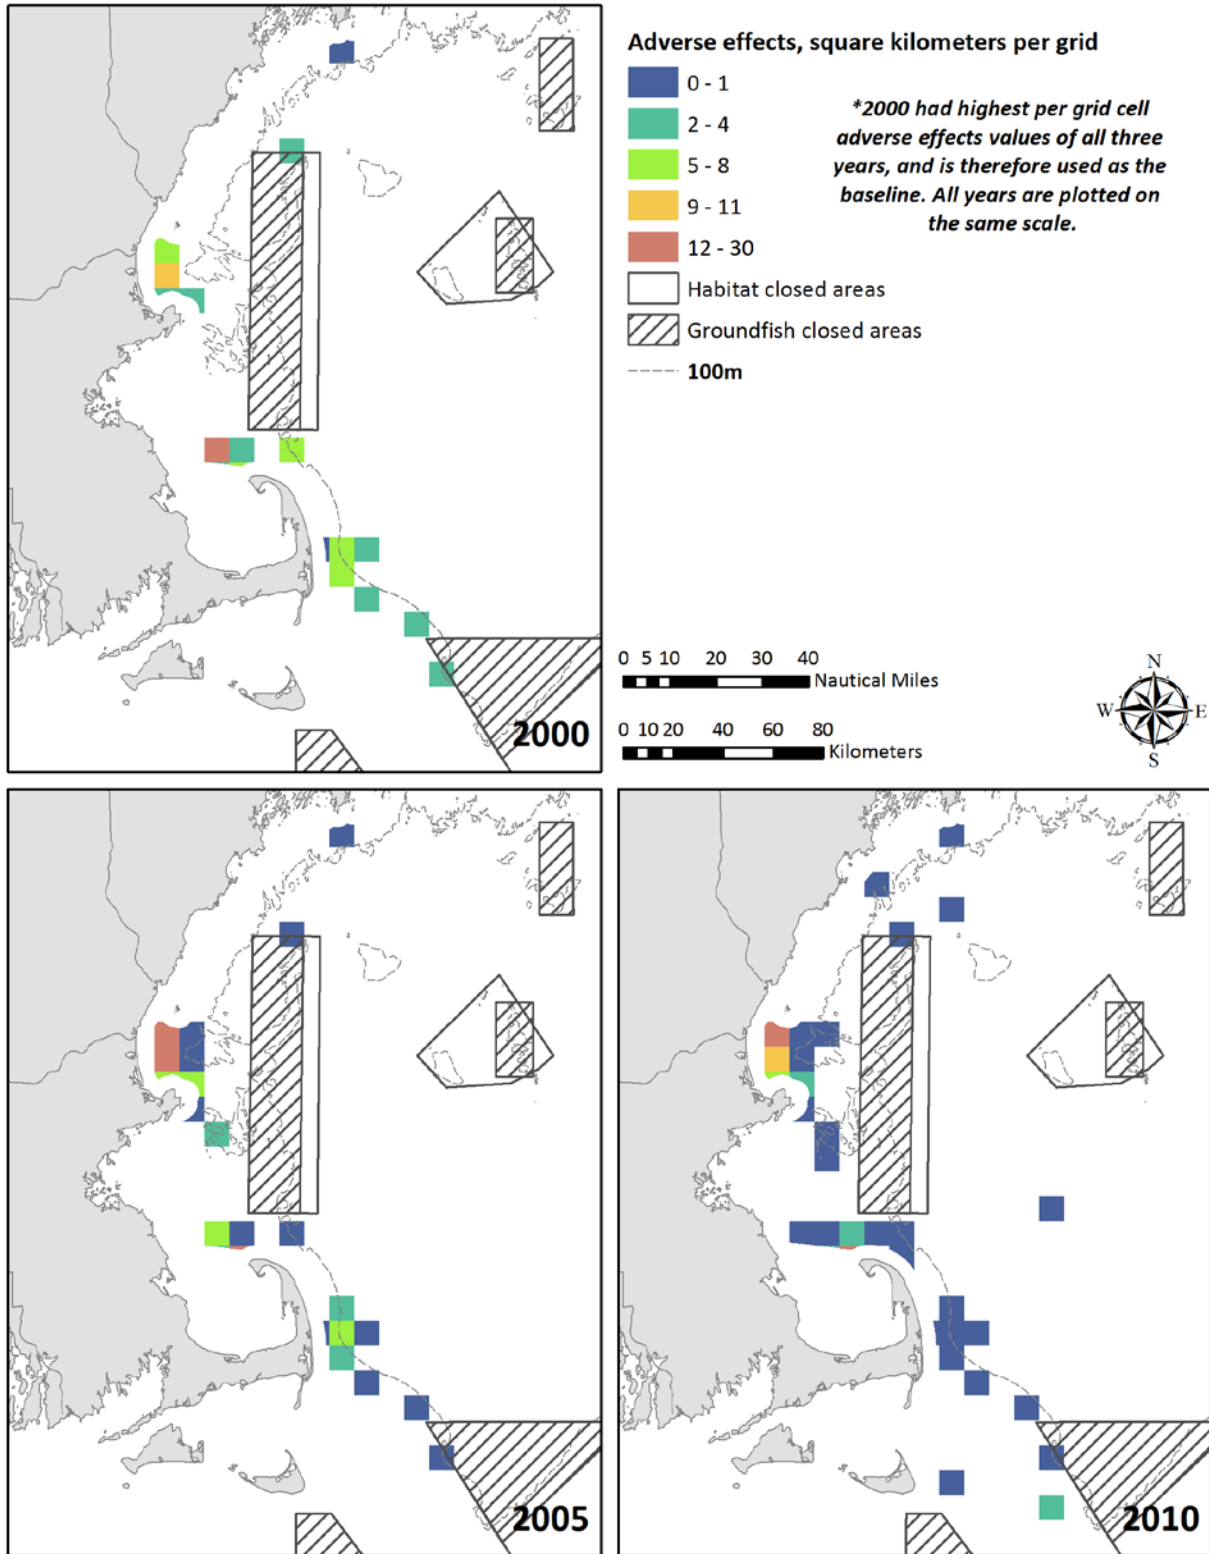 Adverse effects, square kilometers per grid
0 - 1
2 - 4
5 - 8
9 - 11
12 - 30
Habitat closed areas
Groundfish closed areas
100m
*2000 had highest per grid cell
adverse effects values of all three
years, and is therefore used as the
baseline. All years are plotted on
the same scale.
0 5 10 20 30 40
Nautical Miles
0 10 20 40 60 80
Kilometers
N
W E
S
2000
2005
2010